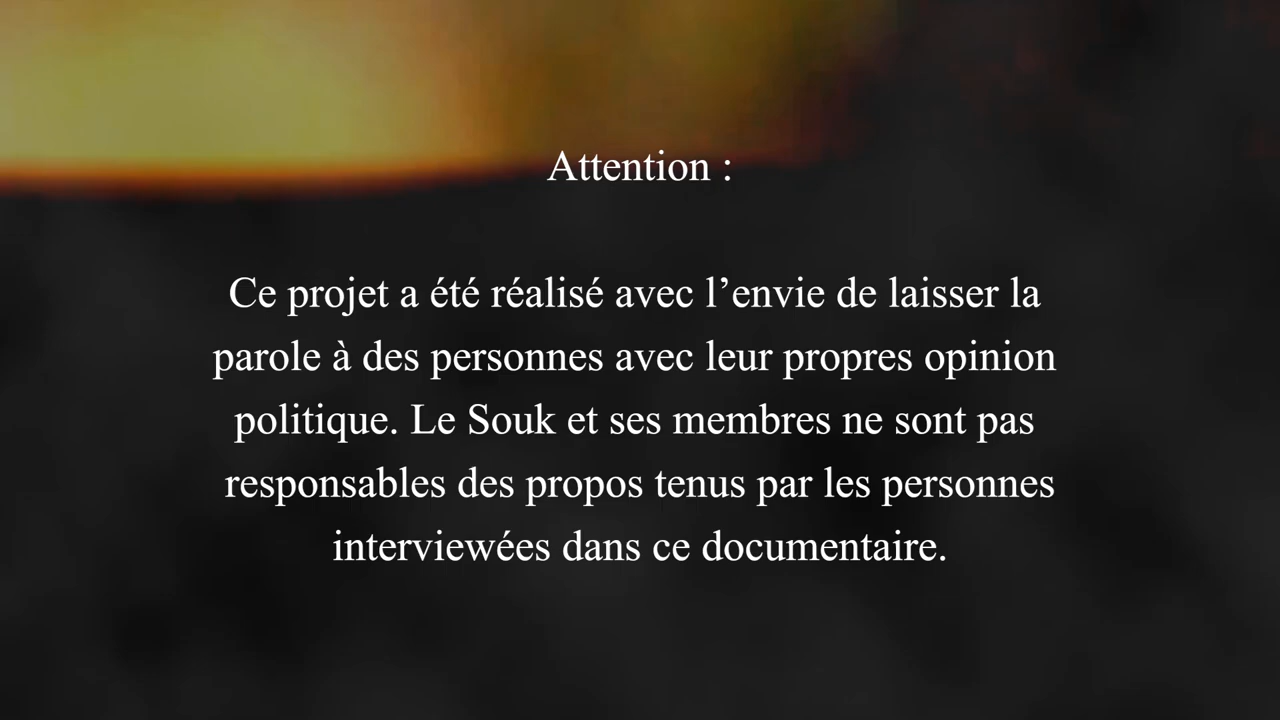 Attention :
Ce projet a été réalisé avec l’envie de laisser la
parole à des personnes avec leur propres opinion
politique. Le Souk et ses membres ne sont pas
responsables des propos tenus par les personnes
interviewées dans ce documentaire.